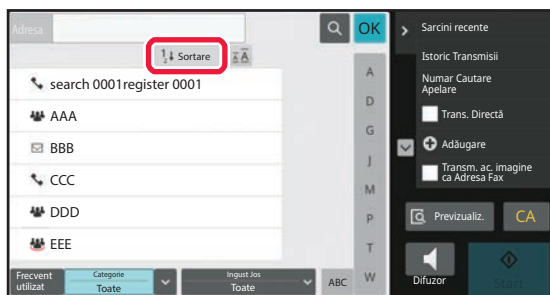 Adresa
OK
Sortare
search 0001register 0001
AAA
BBB
CCC
DDD
EEE
A
D
G
J
M
P
T
W
Frecvent
utilizat
Categorie
Toate
Ingust Jos
Toate
ABC
Sarcini recente
Istoric Transmisii
Numar Cautare
Apelare
Trans. Directă
Adăugare
Transm. ac. imagine
ca Adresa Fax
Previzualiz.
CA
Difuzor
Start